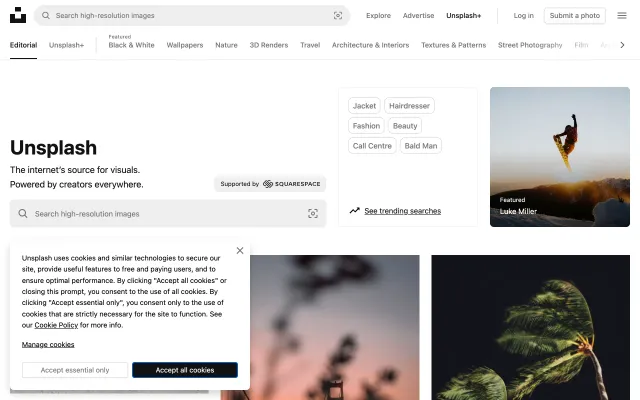 Search high-resolution images
Explore
Advertise
Unsplash+
Log in
Submit a photo
Editorial
Unsplash+
Featured
Black & White
Wallpapers
Nature
3D Renders
Travel
Architecture & Interiors
Textures & Patterns
Street Photography
Film
Unsplash
The internet's source for visuals.
Powered by creators everywhere.
Supported by SQUARESPACE
Search high-resolution images
Jacket
Hairdresser
Fashion
Beauty
Call Centre
Bald Man
See trending searches
Featured
Luke Miller
Unsplash uses cookies and similar technologies to secure our
site, provide useful features to free and paying users, and to
ensure optimal performance. By clicking "Accept all cookies" or
closing this prompt, you consent to the use of all cookies. By
clicking "Accept essential only", you consent only to the use of
cookies that are strictly necessary for the site to function. See
our Cookie Policy for more info.
Manage cookies
Accept essential only
Accept all cookies